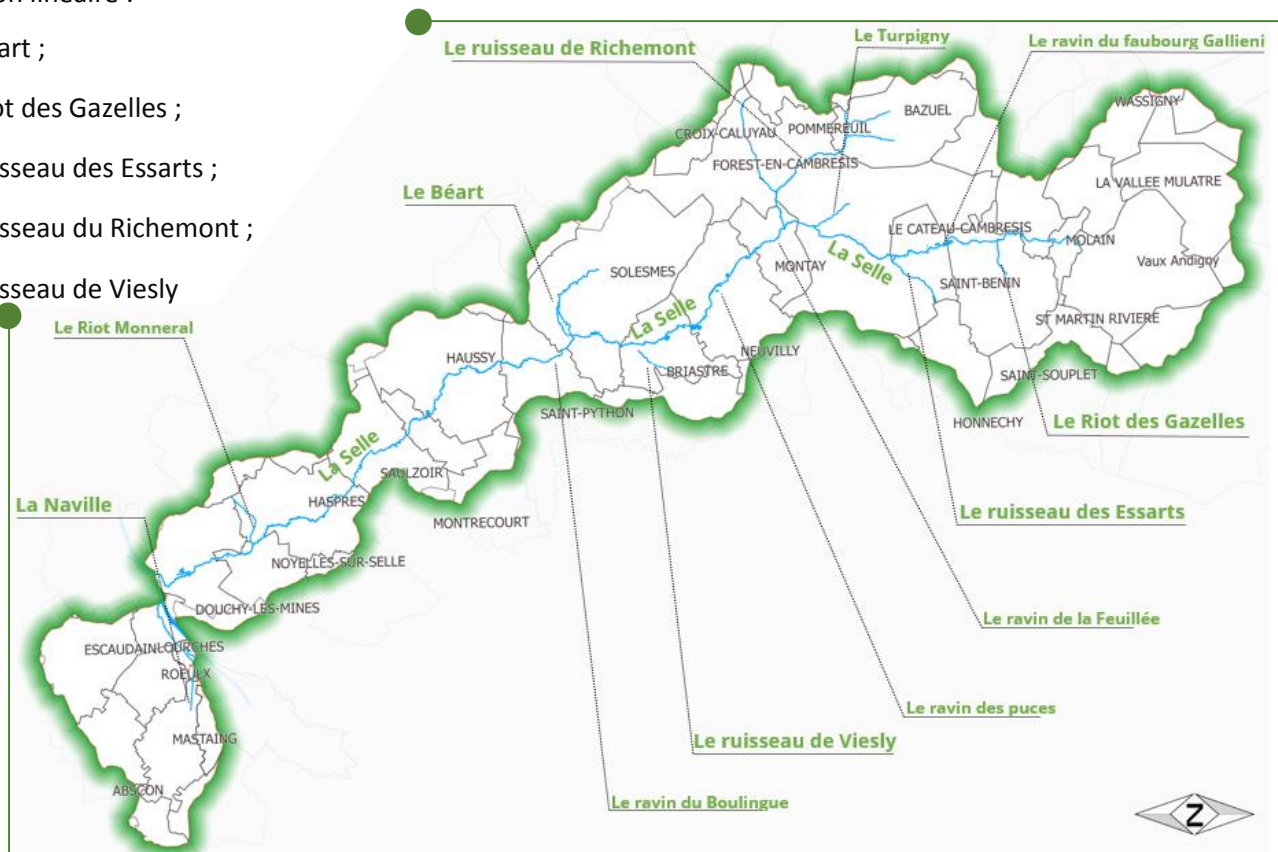 on linéaire :
art ;
ot des Gazelles ;
sseau des Essarts ;
sseau du Richemont ;
sseau de Viesly
Le ruisseau de Richemont
Le Turpigny
Le ravin du faubourg Gallieni
WASSIGNY
BAZUEL
CROIX-CALUYAU
POMMEREUIL
FOREST-EN-CAMBRESIS
LA VALLEE MULATRE
Le Béart
LE CATEAU-CAMBRESIS
MOLAIN
La Selle
SOLESMES
MONTAY
Vaux Andigny
SAINT-BENIN
La Selle
ST MARTIN RIVIERE
Le Riot Monneral
HAUSSY
NEUVILLY
BRIASTRE
SAINT-SOUPLET
SAINT-PYTHON
HONNECHY
Le Riot des Gazelles
La Selle
SAULZOIR
HASPRES
La Naville
MONTRECOURT
Le ruisseau des Essarts
NOYELLES-SUR-SELLE
DOUCHY-LES-MINES
Le ravin de la Feuillée
ESCAUDAIN
LOURCHES
ROEULX
Le ravin des puces
MASTAING
Le ruisseau de Viesly
ABSCON
Le ravin du Boulingue
Z